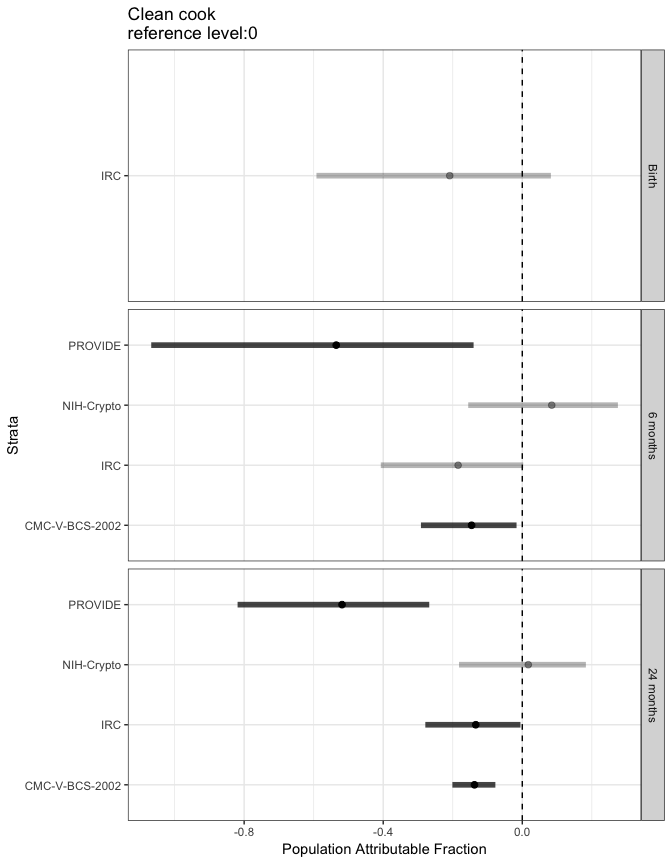 Clean cook
reference level:0
IRC
Birth
PROVIDE
NIH-Crypto
IRC
CMC-V-BCS-2002
6 months
Strata
PROVIDE
NIH-Crypto
IRC
CMC-V-BCS-2002
24 months
-0.8 -0.4 0.0
Population Attributable Fraction